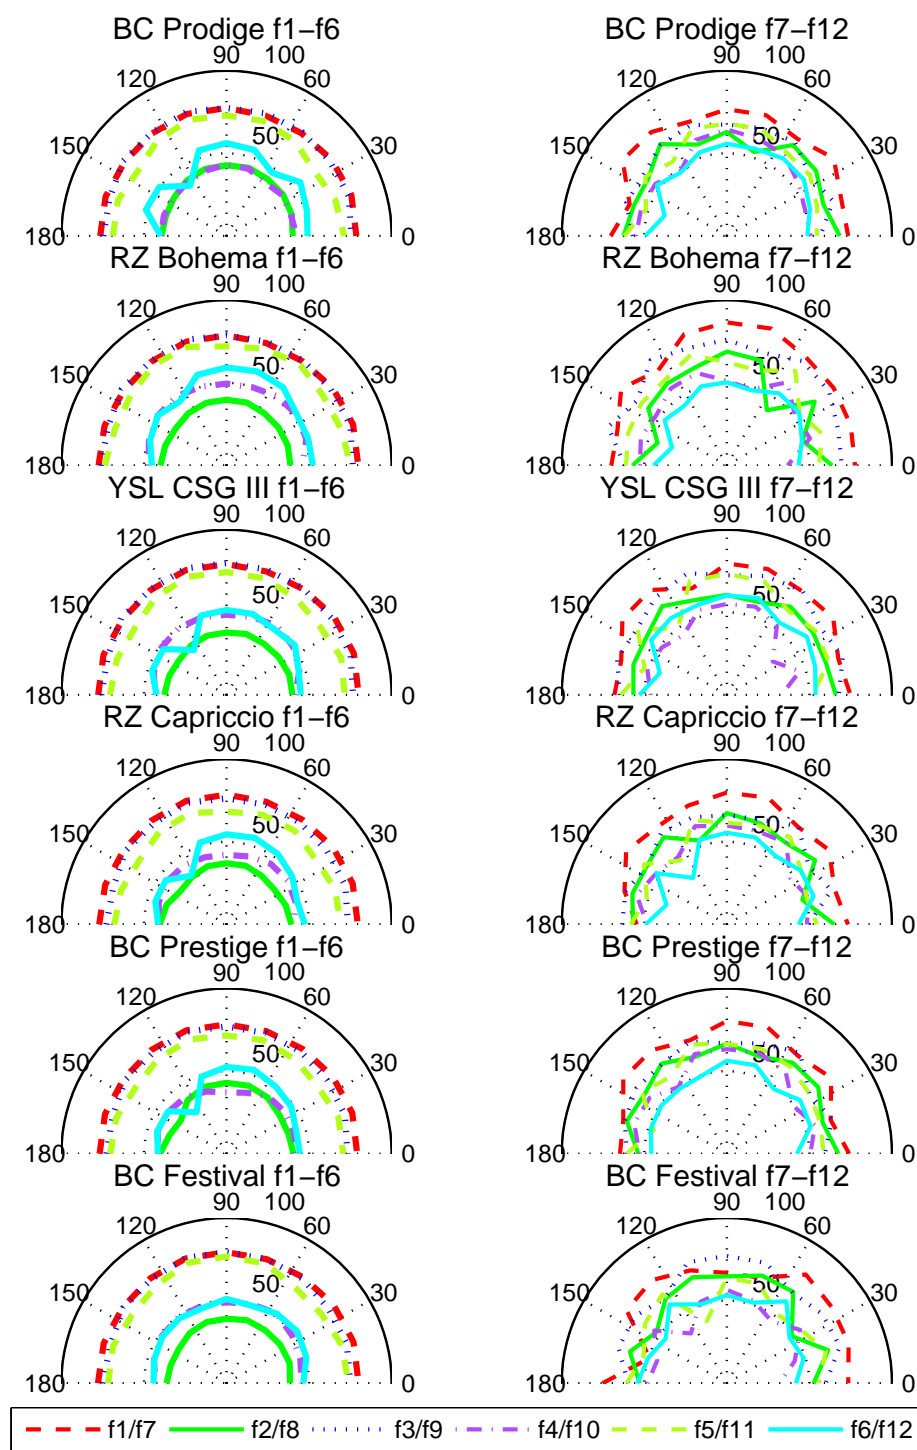 BC Prodige f1−f6
90 100
120 60
150 50 30
180 0
BC Prodige f7−f12
90 100
120 60
150 50 30
180 0
RZ Bohema f1−f6
90 100
120 60
150 50 30
180 0
RZ Bohema f7−f12
90 100
120 60
150 50 30
180 0
YSL CSG III f1−f6
90 100
120 60
150 50 30
180 0
YSL CSG III f7−f12
90 100
120 60
150 50 30
180 0
RZ Capriccio f1−f6
90 100
120 60
150 50 30
180 0
RZ Capriccio f7−f12
90 100
120 60
150 50 30
180 0
BC Prestige f1−f6
90 100
120 60
150 50 30
180 0
BC Prestige f7−f12
90 100
120 60
150 50 30
180 0
BC Festival f1−f6
90 100
120 60
150 50 30
180 0
BC Festival f7−f12
90 100
120 60
150 50 30
180 0
f1/f7 f2/f8 f3/f9 f4/f10 f5/f11 f6/f12